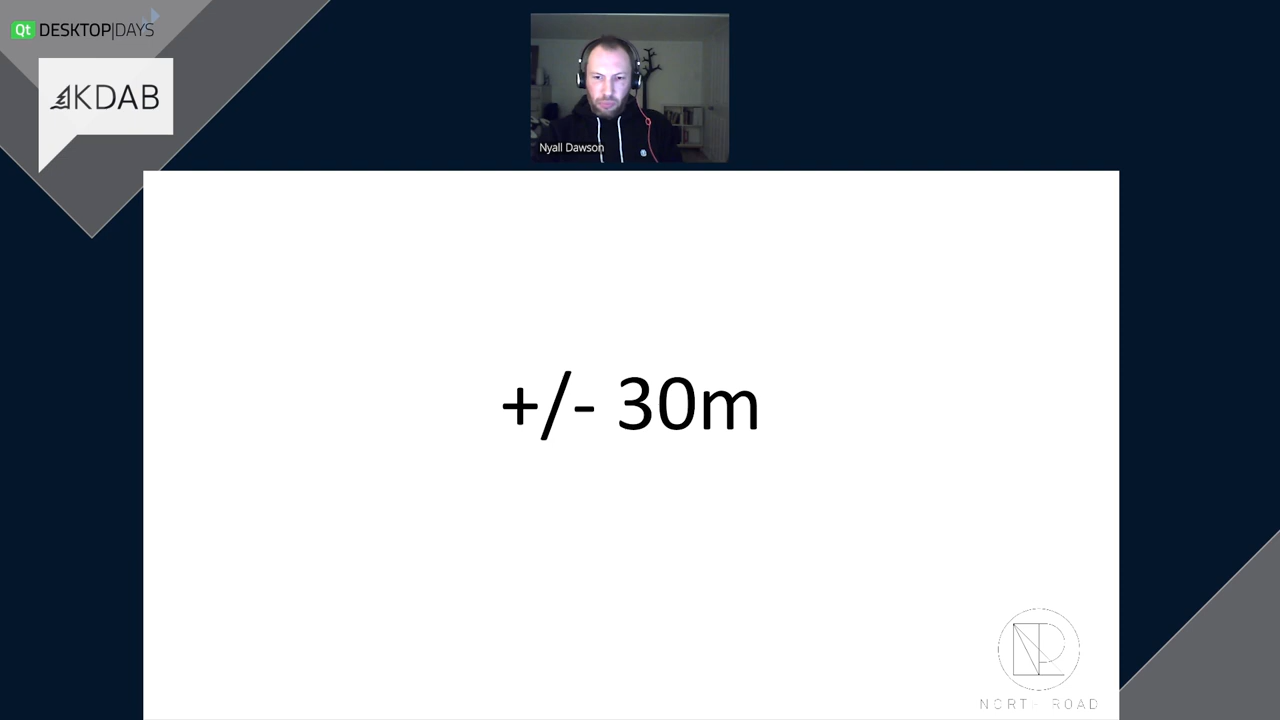 Qt DESKTOP|DAYS
KDAB
Nyall Dawson
+/- 30m
NORTH ROAD